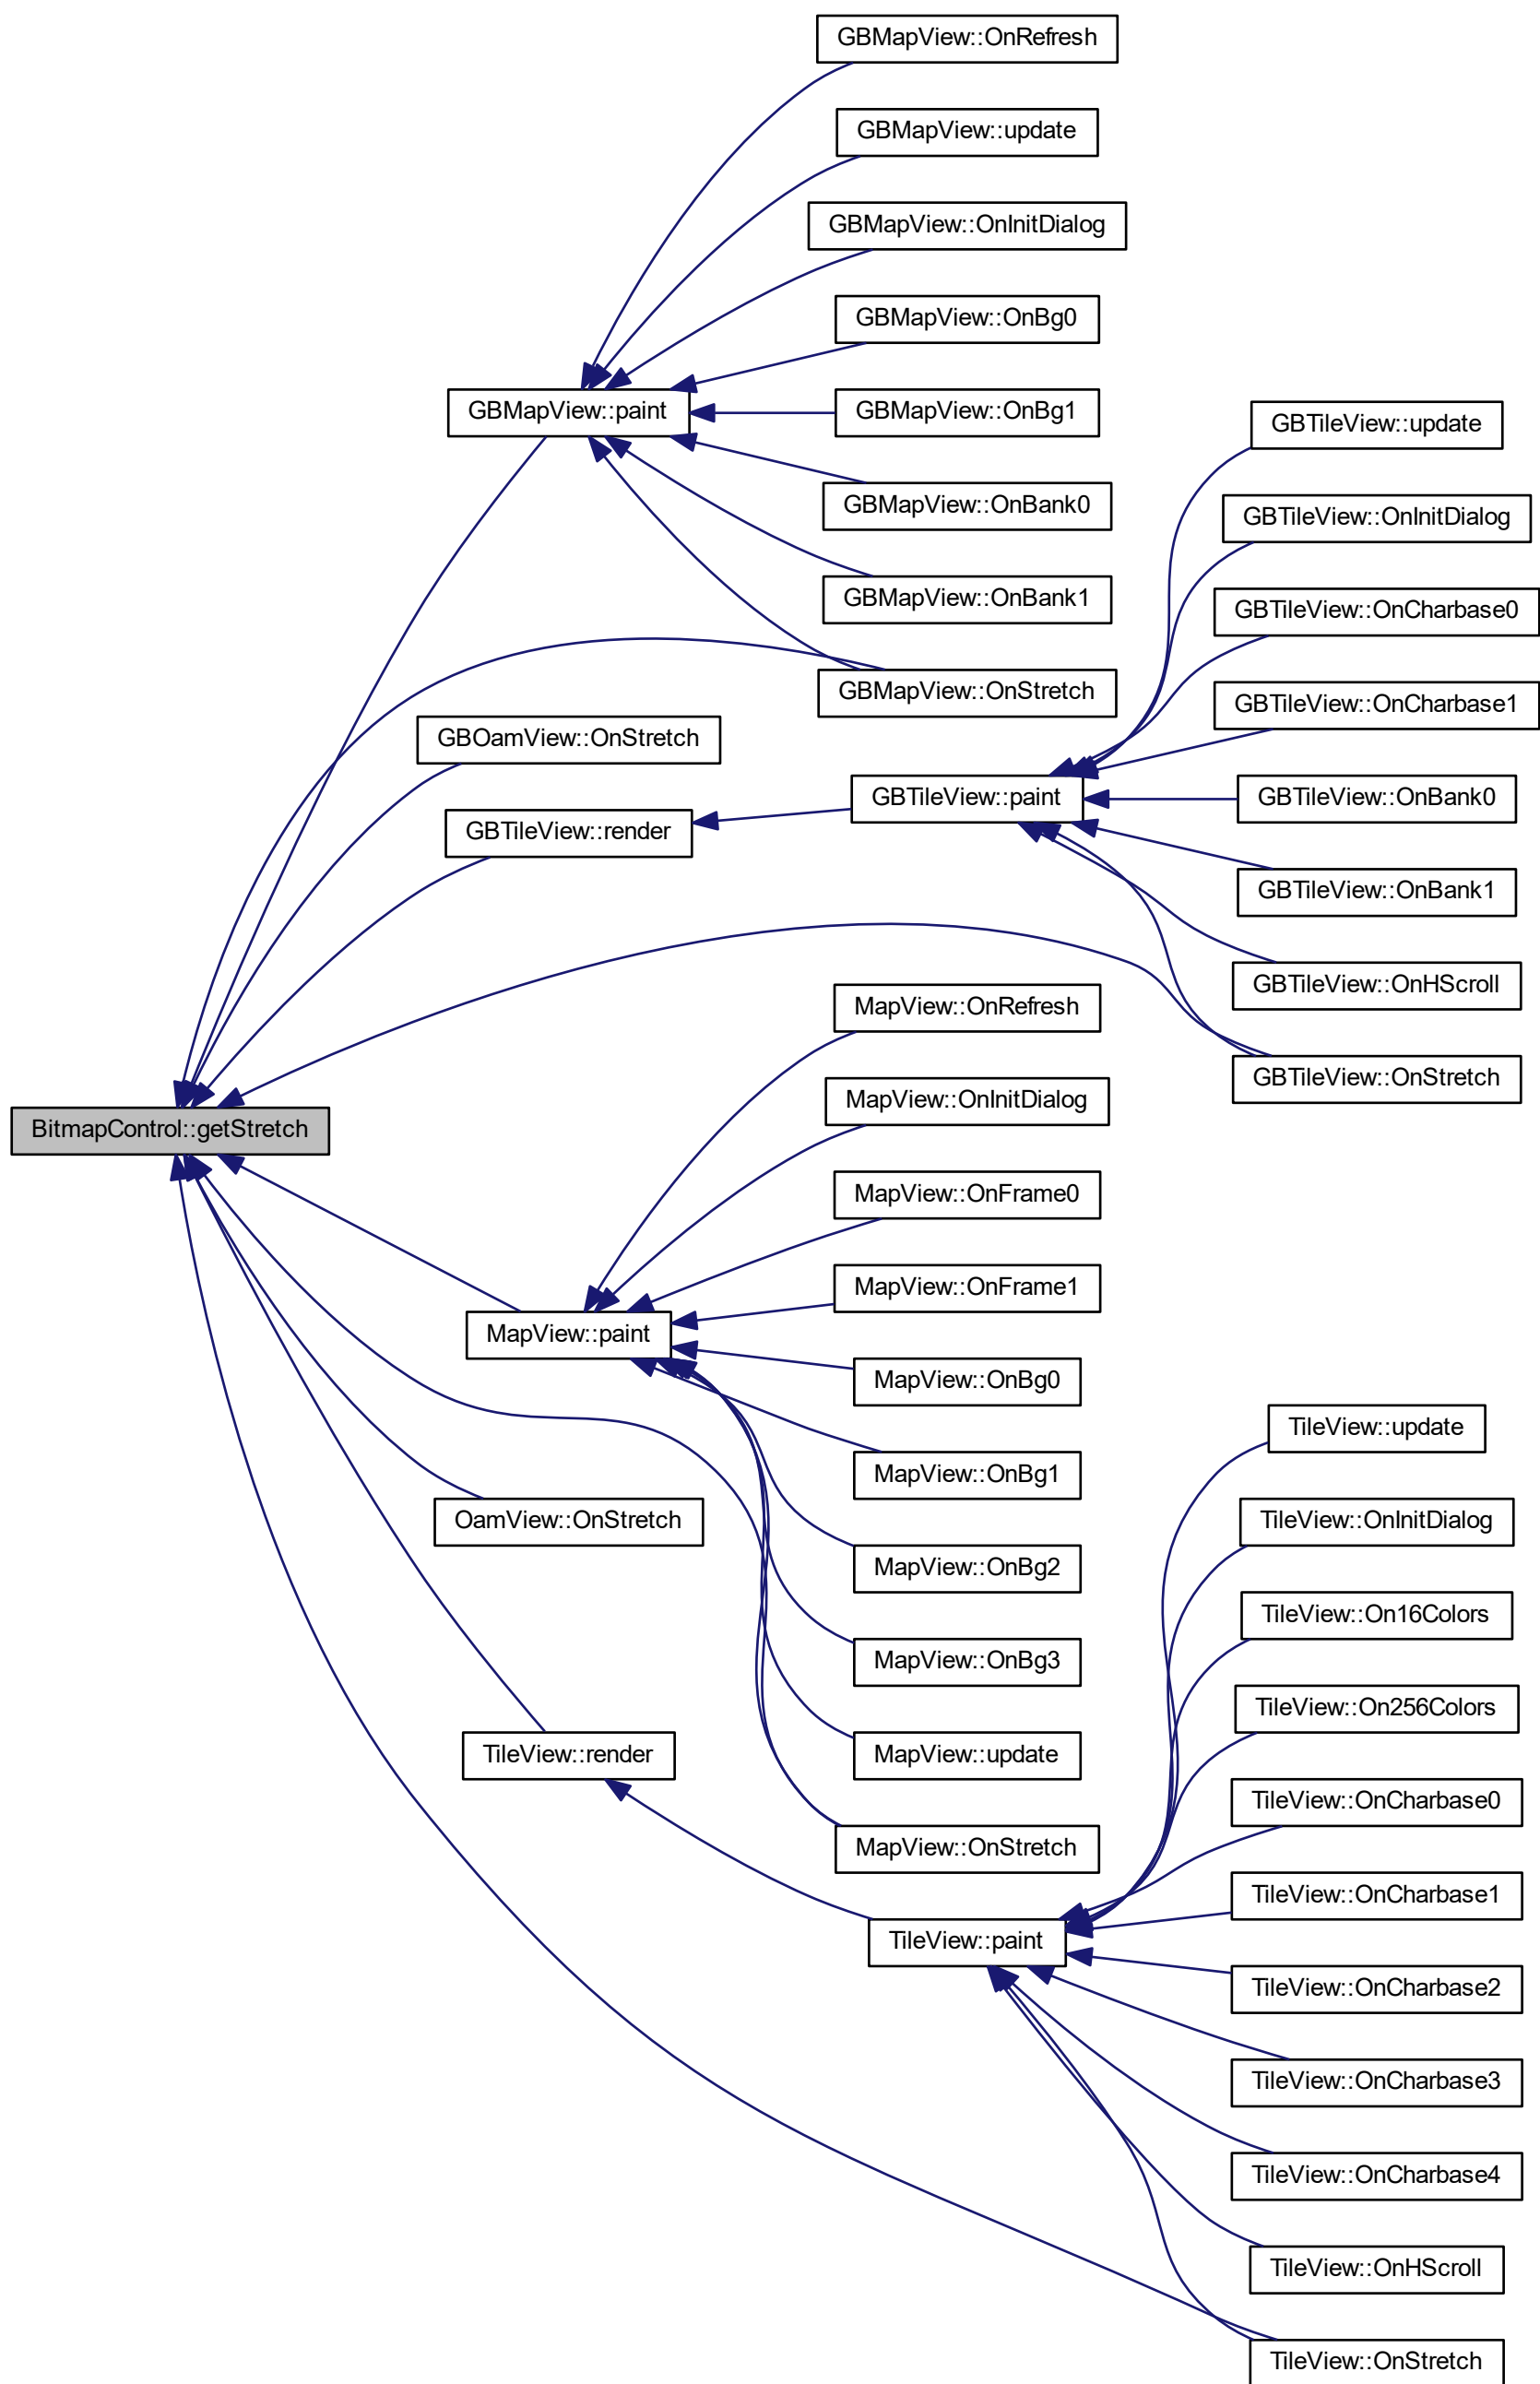 GBMapView::OnRefresh
GBMapView::update
GBMapView::OnInitDialog
GBMapView::OnBg0
GBMapView::paint
GBMapView::OnBg1
GBTileView::update
GBMapView::OnBank0
GBTileView::OnInitDialog
GBMapView::OnBank1
GBTileView::OnCharbase0
GBMapView::OnStretch
GBTileView::OnCharbase1
GBOamView::OnStretch
GBTileView::paint
GBTileView::OnBank0
GBTileView::render
GBTileView::OnBank1
GBTileView::OnHScroll
MapView::OnRefresh
GBTileView::OnStretch
MapView::OnInitDialog
BitmapControl::getStretch
MapView::OnFrame0
MapView::OnFrame1
MapView::paint
MapView::OnBg0
TileView::update
MapView::OnBg1
OamView::OnStretch
TileView::OnInitDialog
MapView::OnBg2
TileView::On16Colors
MapView::OnBg3
TileView::On256Colors
TileView::render
MapView::update
TileView::OnCharbase0
MapView::OnStretch
TileView::OnCharbase1
TileView::paint
TileView::OnCharbase2
TileView::OnCharbase3
TileView::OnCharbase4
TileView::OnHScroll
TileView::OnStretch